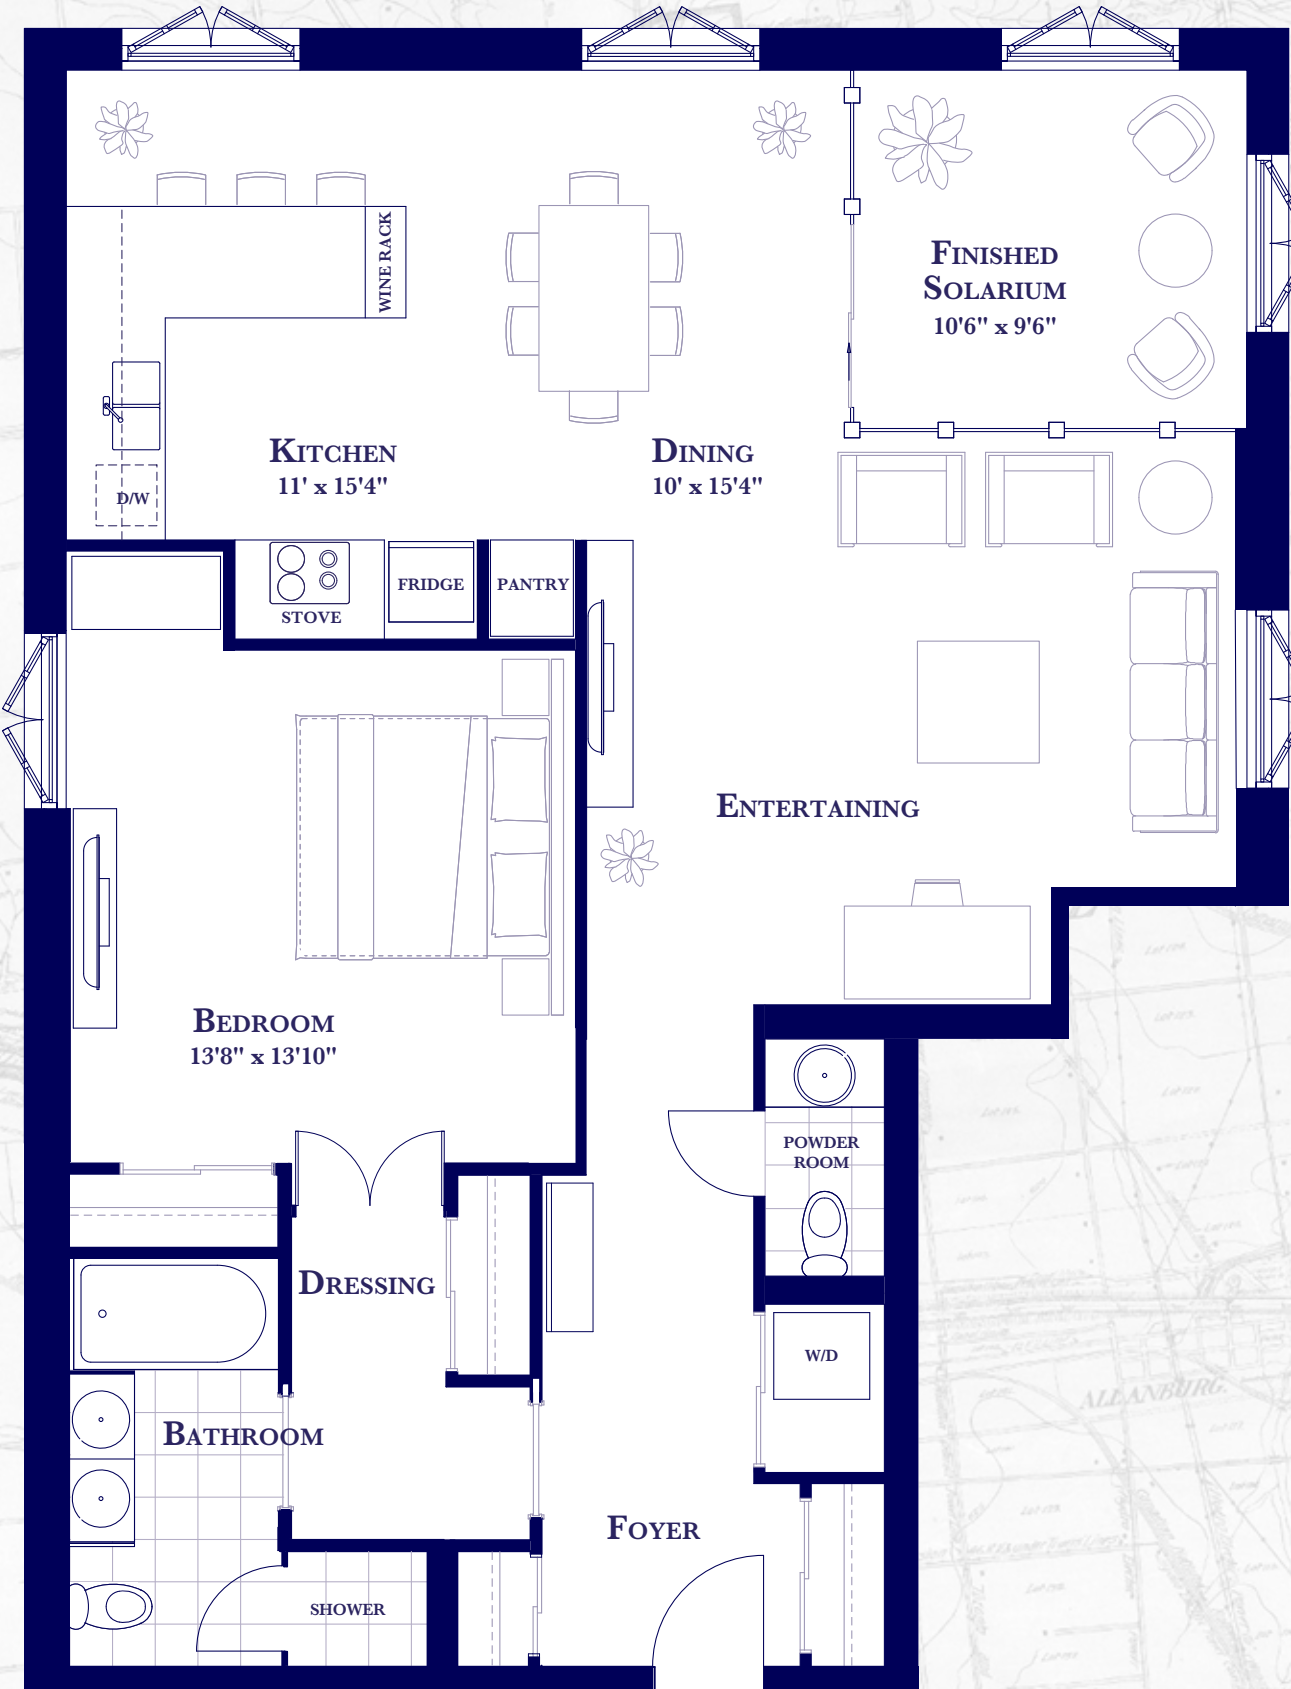 WINE RACK
FINISHED
SOLARIUM
10'6" x 9'6"
KITCHEN
11' x 15'4"
DINING
10' x 15'4"
D/W
STOVE
FRIDGE
PANTRY
ENTERTAINING
BEDROOM
13'8" x 13'10"
POWDER
ROOM
DRESSING
W/D
BATHROOM
FOYER
SHOWER
ALLANBURG.